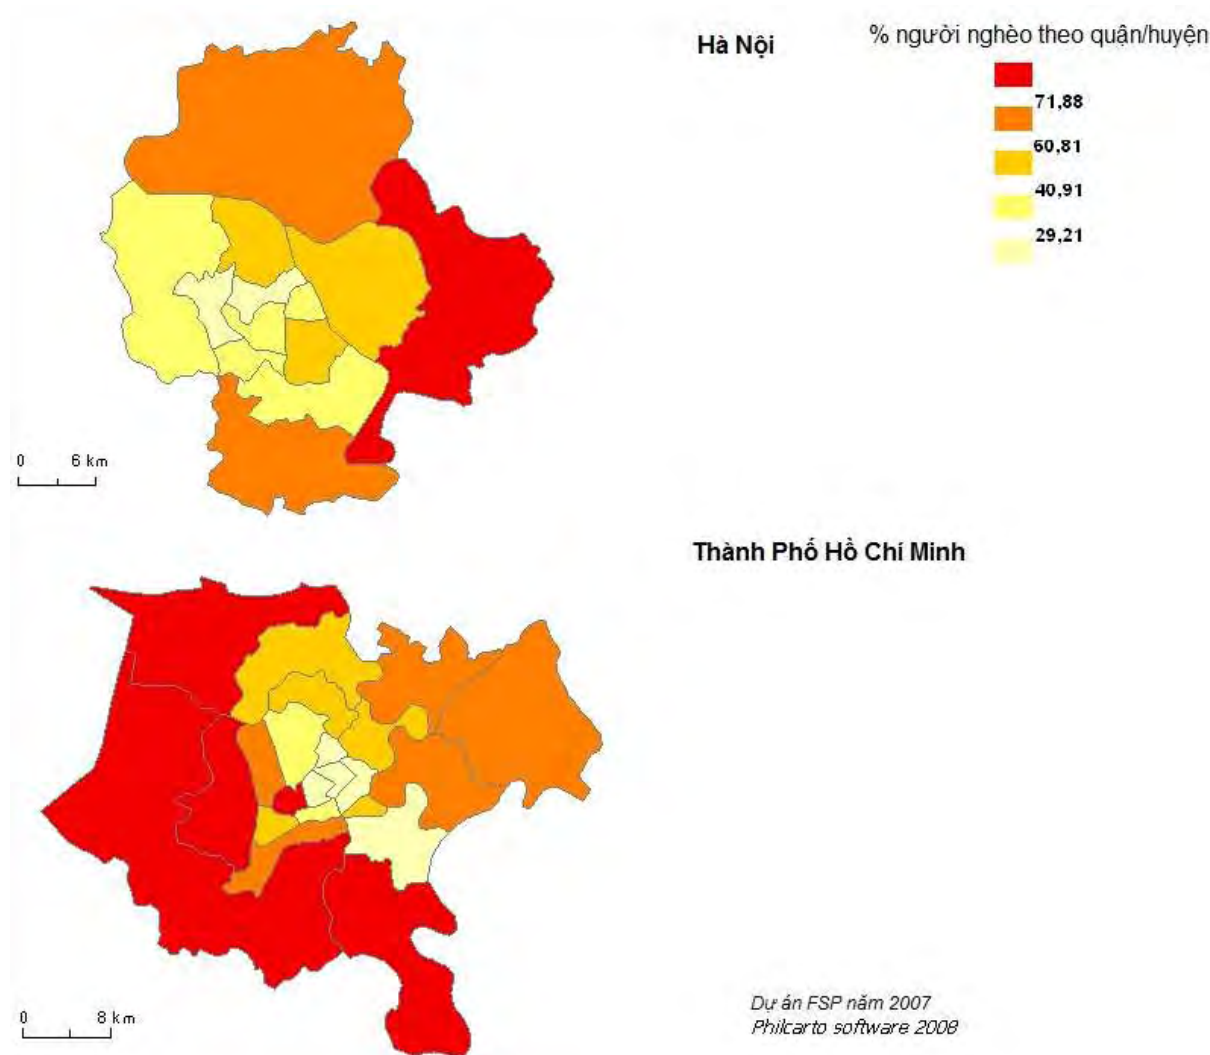 Hà Nội
% người nghèo theo quận/huyện
71,88
60,81
40,91
29,21
0 6 km
Thành Phố Hồ Chí Minh
0 8 km
Dự án FSP năm 2007
Philcarto software 2008